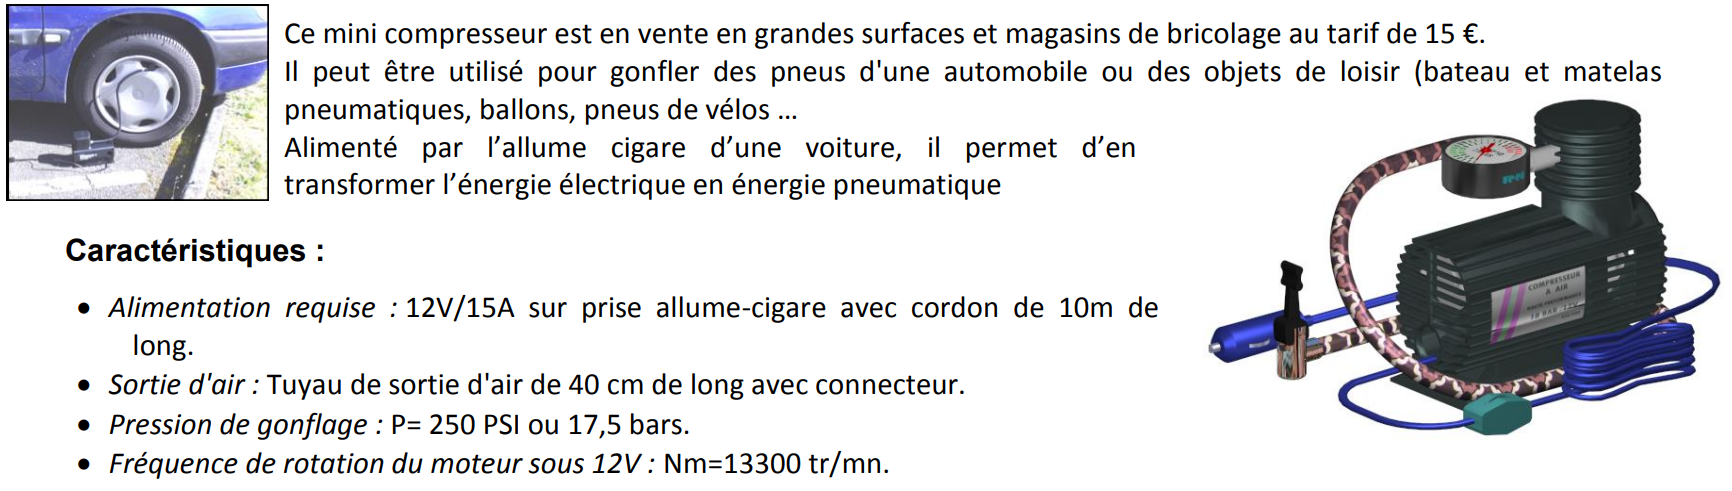 Ce mini compresseur est en vente en grandes surfaces et magasins de bricolage au tarif de 15 €.
Il peut être utilisé pour gonfler des pneus d'une automobile ou des objets de loisir (bateau et matelas
pneumatiques, ballons, pneus de vélos ...
Alimenté par l’allume cigare d’une voiture, il permet d’en
transformer l’énergie électrique en énergie pneumatique
Caractéristiques :
• Alimentation requise : 12V/15A sur prise allume-cigare avec cordon de 10m de
long.
• Sortie d'air : Tuyau de sortie d'air de 40 cm de long avec connecteur.
• Pression de gonflage : P= 250 PSI ou 17,5 bars.
• Fréquence de rotation du moteur sous 12V : Nm=13300 tr/mn.
COMPRESSEUR
A AIR